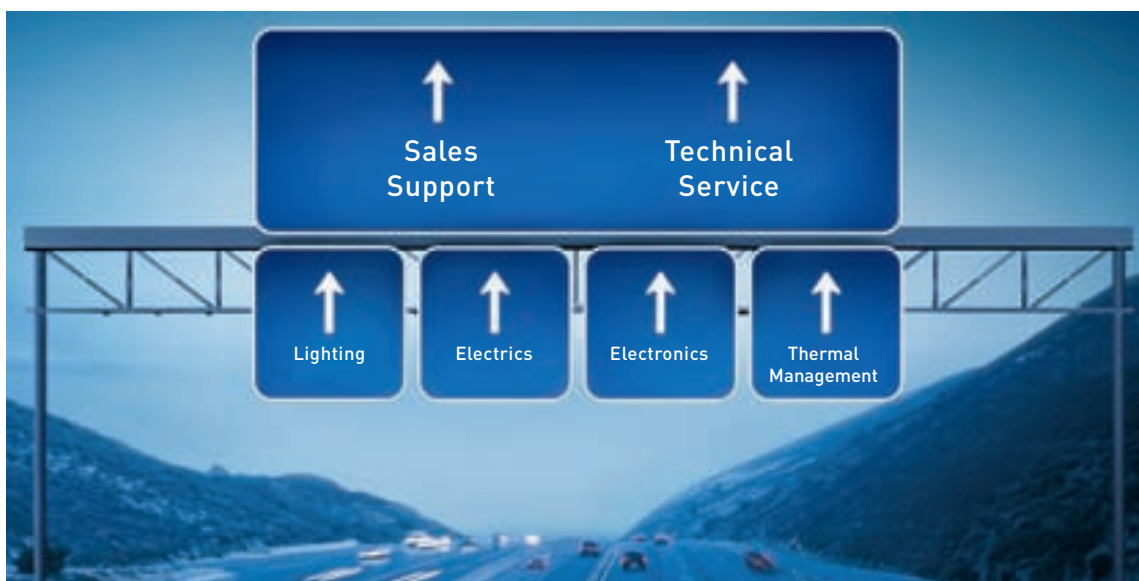 Sales
Support
Technical
Service
Lighting
Electrics
Electronics
Thermal
Management